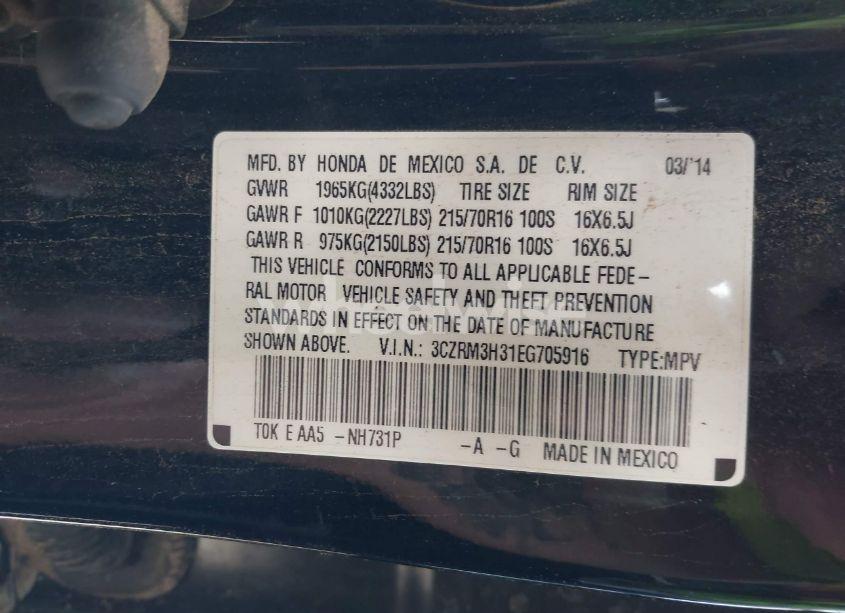 MFD. BY HONDA DE MEXICO S.A. DE C.V. 03/'14
GVWR 1965KG(4332LBS) TIRE SIZE RIM SIZE
GAWR F 1010KG(2227LBS) 215/70R16 100S 16X6.5J
GAWR R 975KG(2150LBS) 215/70R16 100S 16X6.5J
THIS VEHICLE CONFORMS TO ALL APPLICABLE FEDE-
RAL MOTOR VEHICLE SAFETY AND THEFT PREVENTION
STANDARDS IN EFFECT ON THE DATE OF MANUFACTURE
SHOWN ABOVE. V.I.N.: 3CZRM3H31EG705916 TYPE:MPV
T0K E AA5 -NH731P -A -G MADE IN MEXICO